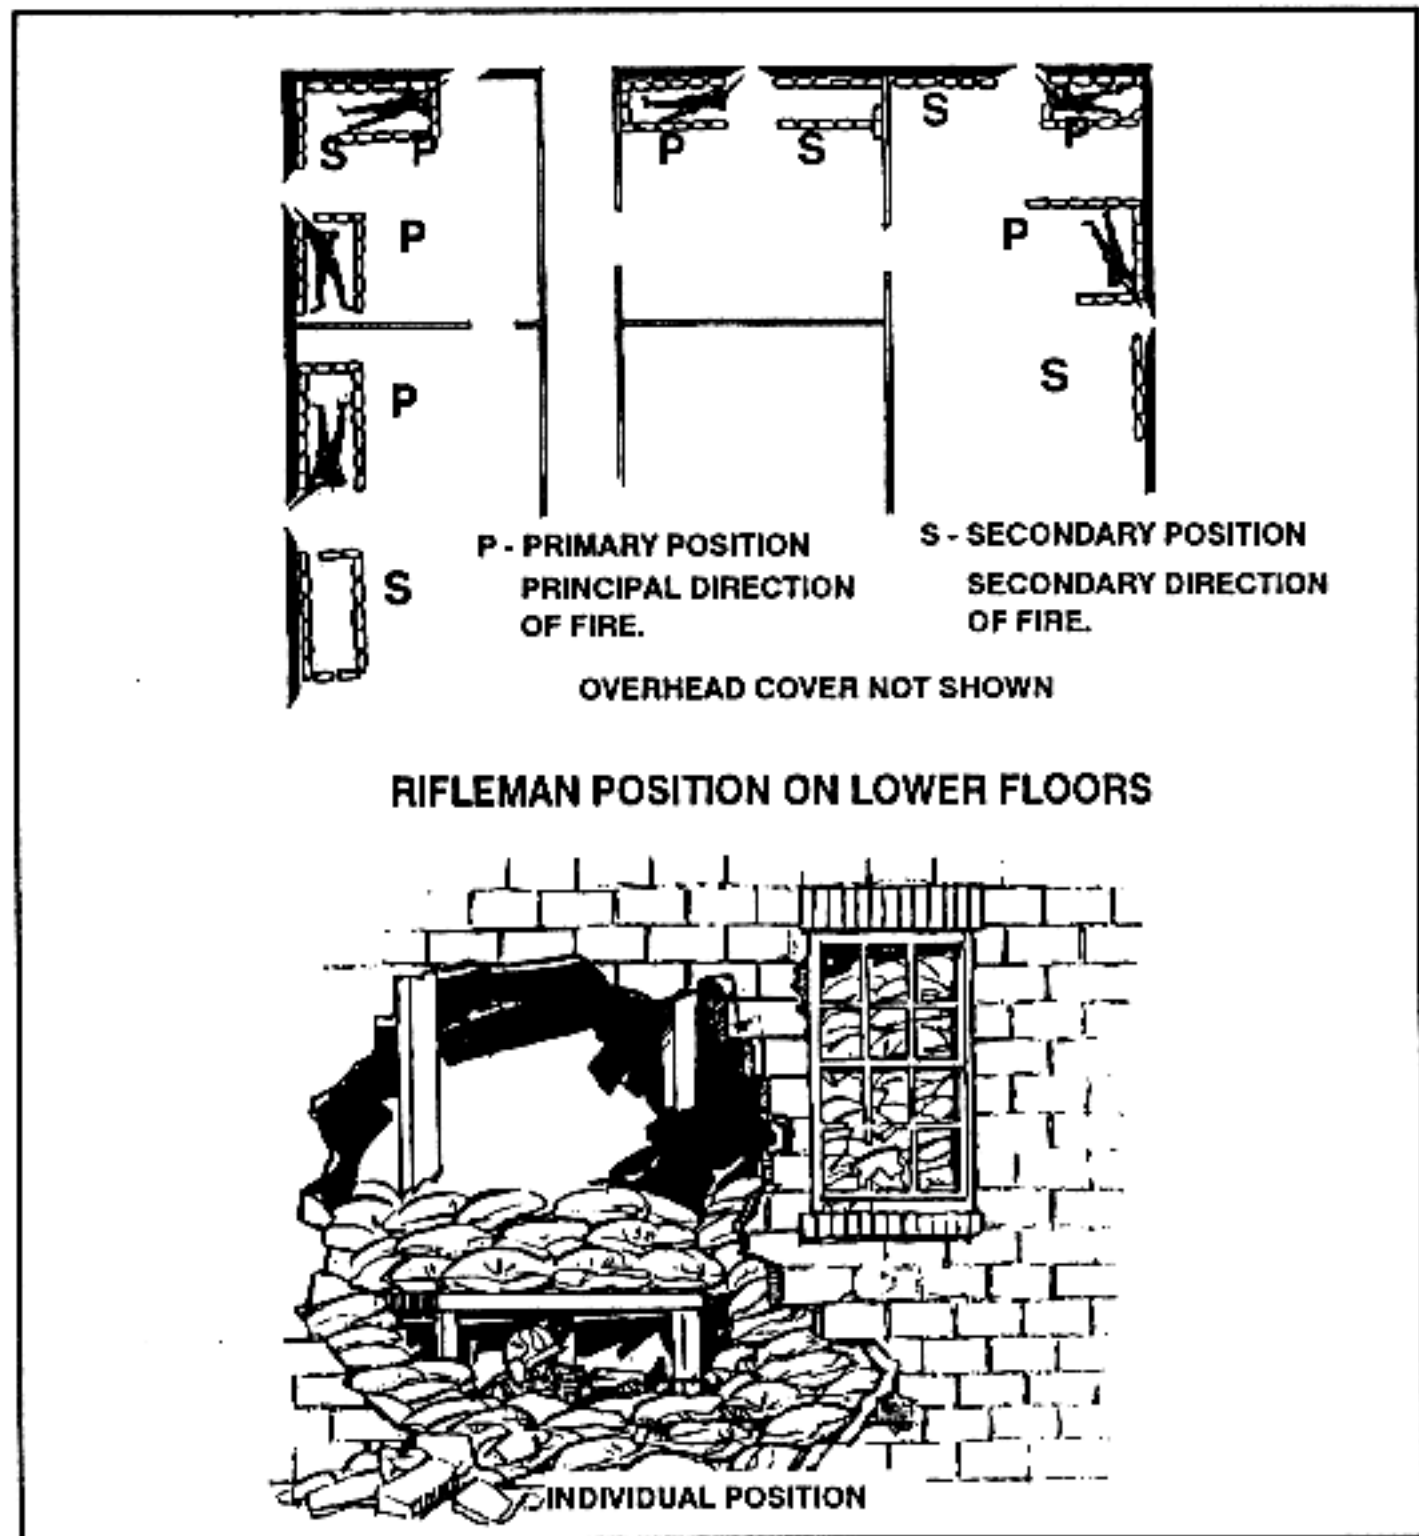 S P
P S
S P
P
P
P
S
S
P - PRIMARY POSITION
PRINCIPAL DIRECTION
OF FIRE.
S - SECONDARY POSITION
SECONDARY DIRECTION
OF FIRE.
OVERHEAD COVER NOT SHOWN
RIFLEMAN POSITION ON LOWER FLOORS
INDIVIDUAL POSITION